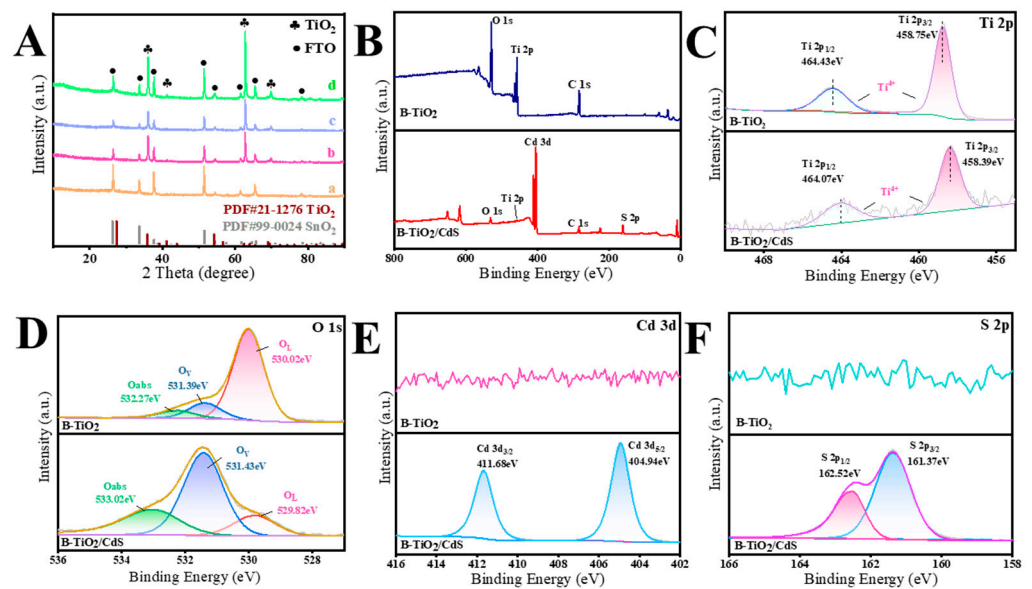 A
♣ TiO2
● FTO
d
c
b
a
PDF#21-1276 TiO2
PDF#99-0024 SnO2
Intensity (a.u.)
20 40 60 80
2 Theta (degree)
B
O 1s
Ti 2p
C 1s
B-TiO2
Cd 3d
Ti 2p
O 1s
C 1s
S 2p
B-TiO2/CdS
Intensity (a.u.)
800 600 400 200 0
Binding Energy (eV)
C
Ti 2p
Ti 2p3/2
458.75eV
Ti 2p1/2
464.43eV
Ti4+
B-TiO2
Ti 2p3/2
458.39eV
Ti 2p1/2
464.07eV
Ti4+
B-TiO2/CdS
Intensity (a.u.)
468 464 460 456
Binding Energy (eV)
D
O 1s
OL
530.02eV
OV
531.39eV
Oabs
532.27eV
B-TiO2
OV
531.43eV
Oabs
533.02eV
OL
529.82eV
B-TiO2/CdS
Intensity (a.u.)
536 534 532 530 528
Binding Energy (eV)
E
Cd 3d
B-TiO2
Cd 3d3/2
411.68eV
Cd 3d5/2
404.94eV
B-TiO2/CdS
Intensity (a.u.)
416 414 412 410 408 406 404 402
Binding Energy (eV)
F
S 2p
B-TiO2
S 2p1/2
162.52eV
S 2p3/2
161.37eV
B-TiO2/CdS
Intensity (a.u.)
166 164 162 160 158
Binding Energy (eV)